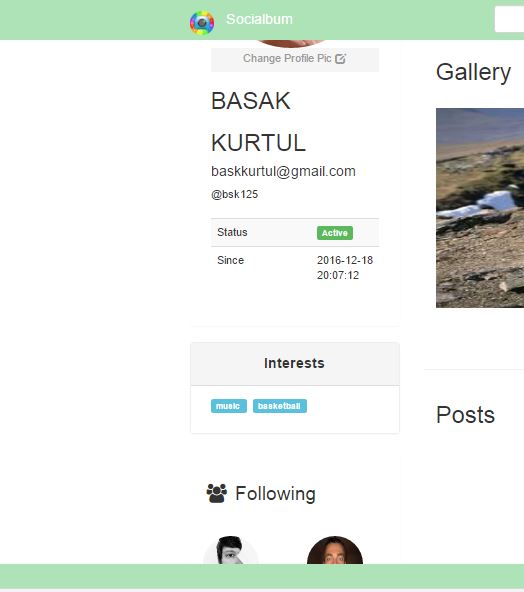 Socialbum
Change Profile Pic
Gallery
BASAK
KURTUL
baskkurtul@gmail.com
@bsk125
Status Active
Since 2016-12-18
20:07:12
Interests
music basketball
Posts
Following